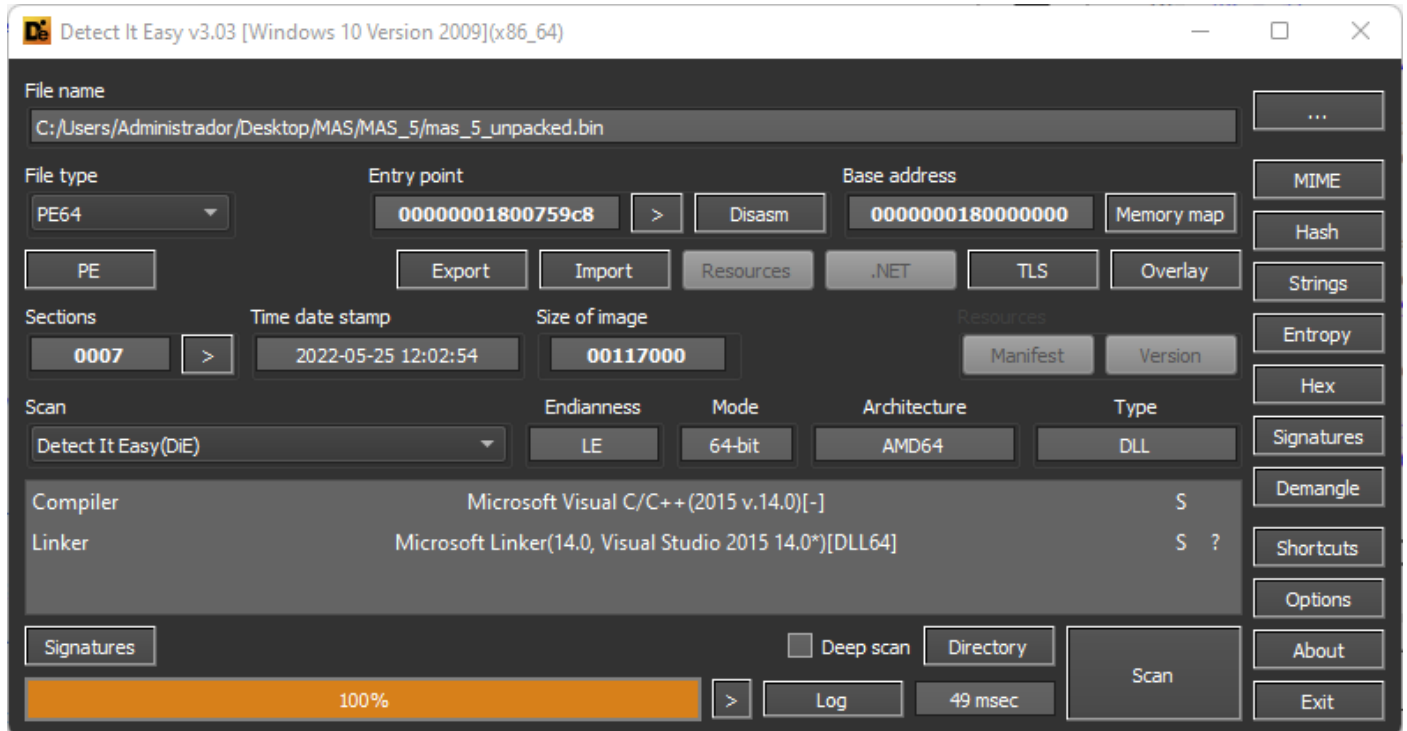 Detect It Easy v3.03 [Windows 10 Version 2009](x86_64)
File name
C:/Users/Administrador/Desktop/MAS/MAS_5/mas_5_unpacked.bin
...
File type Entry point Base address
PE64 00000001800759c8 > Disasm 0000000180000000 Memory map
MIME
Hash
PE Export Import Resources .NET TLS Overlay
Strings
Sections Time date stamp Size of image Resources
0007 > 2022-05-25 12:02:54 00117000 Manifest Version
Entropy
Hex
Scan Endianness Mode Architecture Type
Detect It Easy(DiE) LE 64-bit AMD64 DLL
Signatures
Compiler Microsoft Visual C/C++(2015 v.14.0)[-] S
Demangle
Linker Microsoft Linker(14.0, Visual Studio 2015 14.0*)[DLL64] S ?
Shortcuts
Options
Signatures Deep scan Directory Scan
About
100% > Log 49 msec
Exit